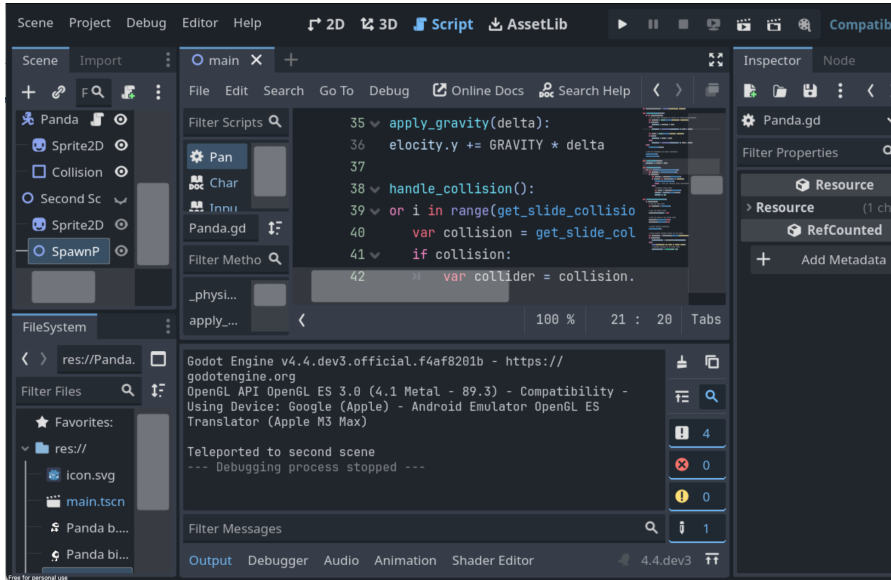 Scene Project Debug Editor Help 2D 3D Script AssetLib Compatib
Scene Import
F
Panda
Sprite2D
Collision
Second Sc
Sprite2D
SpawnP
FileSystem
res://Panda.
Filter Files
Favorites:
res://
icon.svg
main.tscn
Panda b....
Panda bi...
main
File Edit Search Go To Debug Online Docs Search Help
Filter Scripts
Pan
DOC Char
DOC Inpu
Panda.gd
Filter Metho
_physi...
apply_...
35 apply_gravity(delta):
36 elocity.y += GRAVITY * delta
37
38 handle_collision():
39 or i in range(get_slide_collisio
40 var collision = get_slide_col
41 if collision:
42 var collider = collision.
100 % 21 : 20 Tabs
Godot Engine v4.4.dev3.official.f4af8201b - https://
godotengine.org
OpenGL API OpenGL ES 3.0 (4.1 Metal - 89.3) - Compatibility -
Using Device: Google (Apple) - Android Emulator OpenGL ES
Translator (Apple M3 Max)
Teleported to second scene
--- Debugging process stopped ---
4
0
0
1
Filter Messages
Output Debugger Audio Animation Shader Editor 4.4.dev3
Inspector Node
Panda.gd
Filter Properties
Resource
Resource (1 ch
RefCounted
Add Metadata
Free for personal use